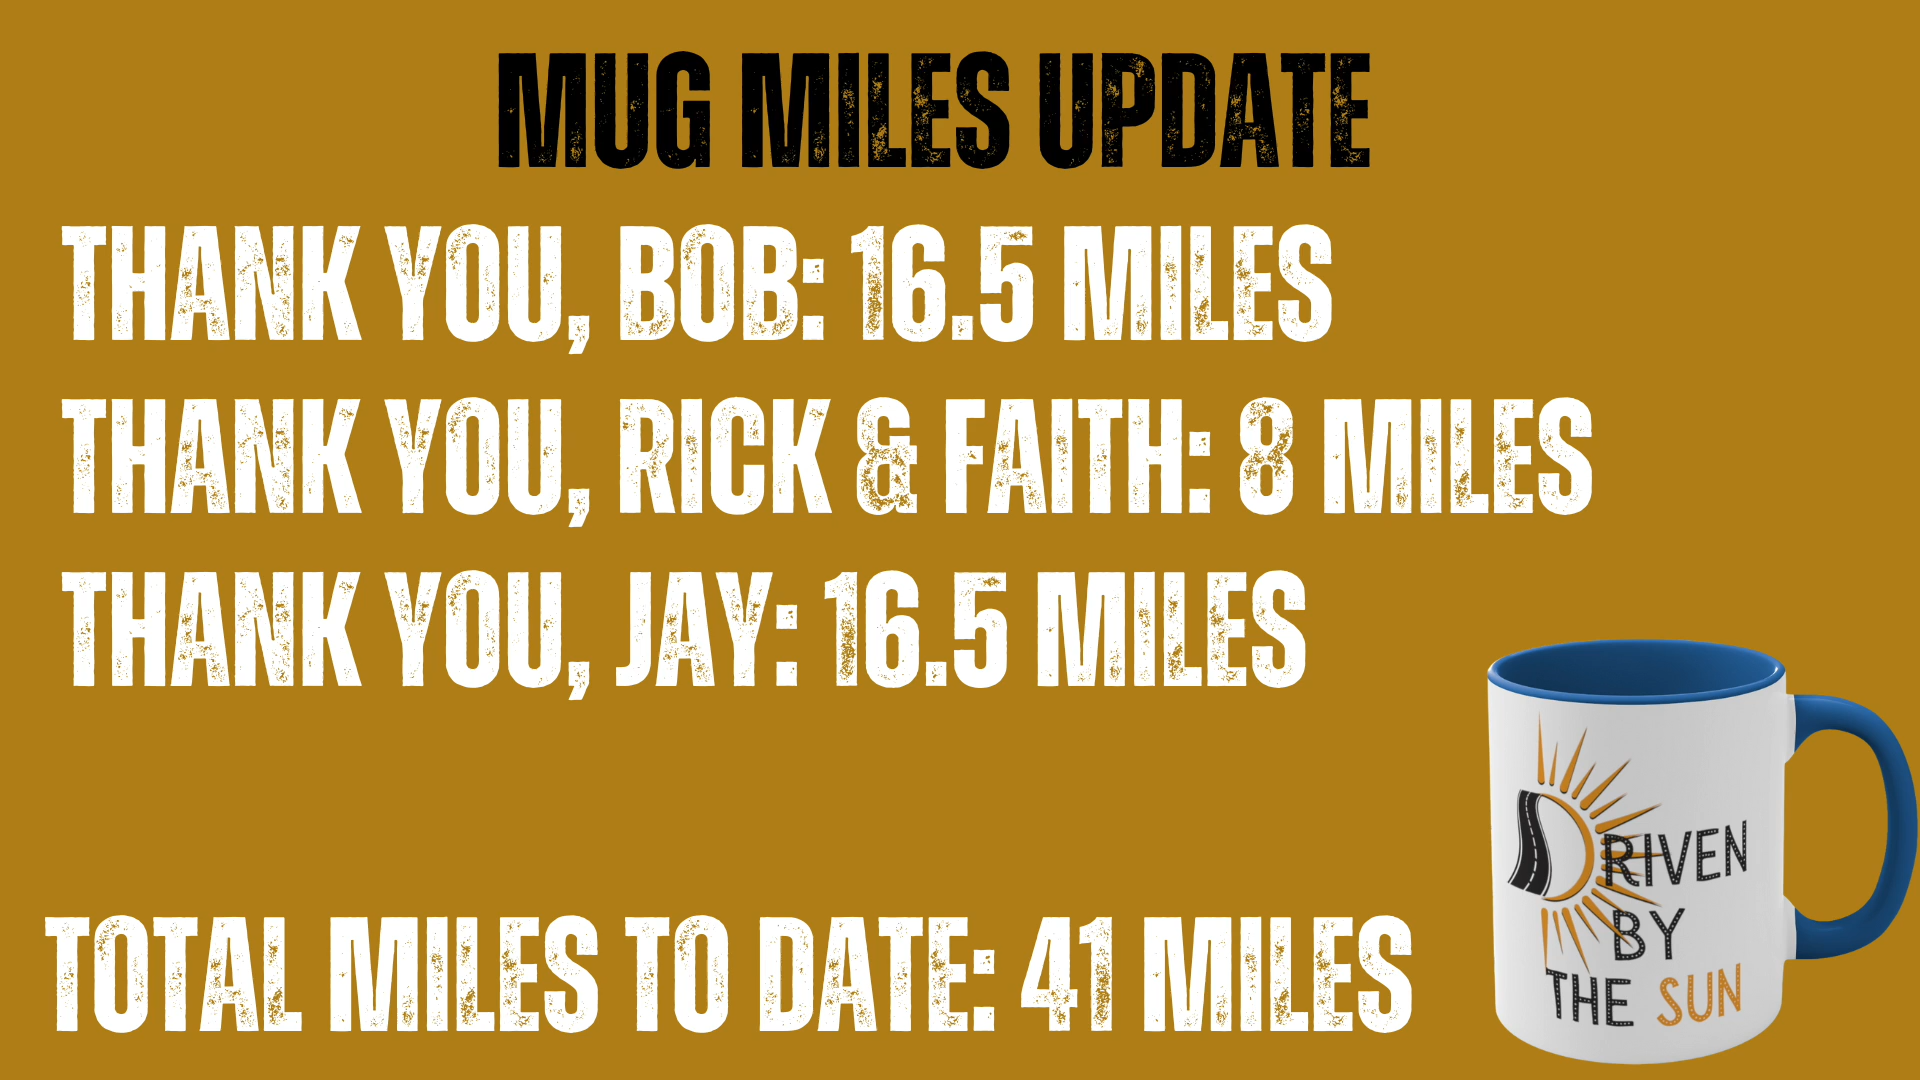 MUG MILES UPDATE
THANK YOU, BOB: 16.5 MILES
THANK YOU, RICK & FAITH: 8 MILES
THANK YOU, JAY: 16.5 MILES
TOTAL MILES TO DATE: 41 MILES
DRIVEN
BY
THE SUN